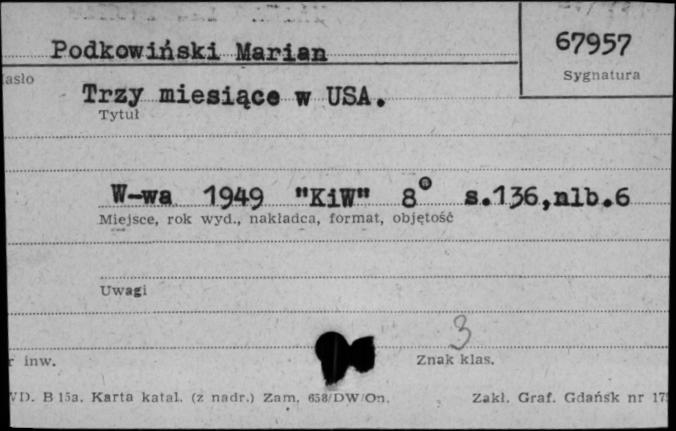 Podkowiński Marian
67957
asło
Sygnatura
Trzy miesiące w USA.
Tytuł
W-wa 1949 "KiW" 8° s.136,nlb.6
Miejsce, rok wyd., nakładca, format, objętość
Uwagi
3
r inw.
Znak klas.
VD. B 15a. Karta katal. (z nadr.) Zam. 658/DW/On.
Zakł. Graf. Gdańsk nr 17